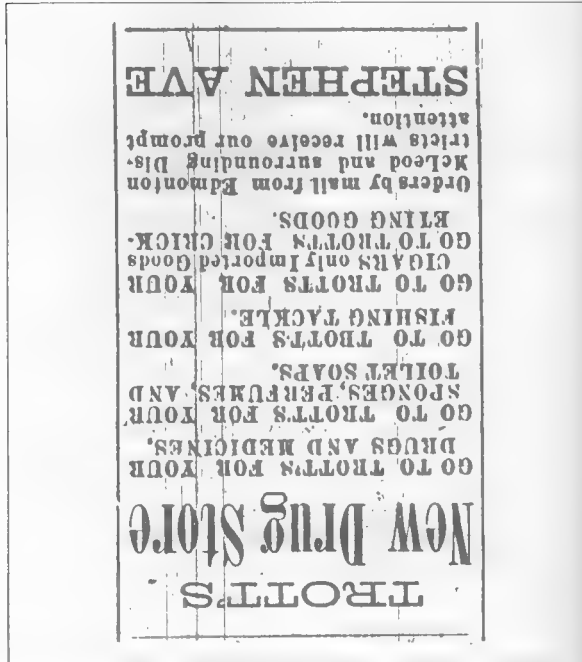 TROTTS
New Drug Store
GO TO TROTTS FOR YOUR
DRUGS AND MEDICINES,
GO TO TROTTS FOR YOUR
SPONGES, PERFUMES, AND
TOILET SOAPS.
GO TO TROTTS FOR YOUR
FISHING TACKLE.
GO TO TROTTS FOR YOUR
CIGARS only Imported Goods
GO TO TROTTS FOR CRICK-
ETING GOODS.
Orders by mail from Edmonton
McLeod and surrounding Dis-
tricts will receive our prompt
attention.
STEPHEN AVE